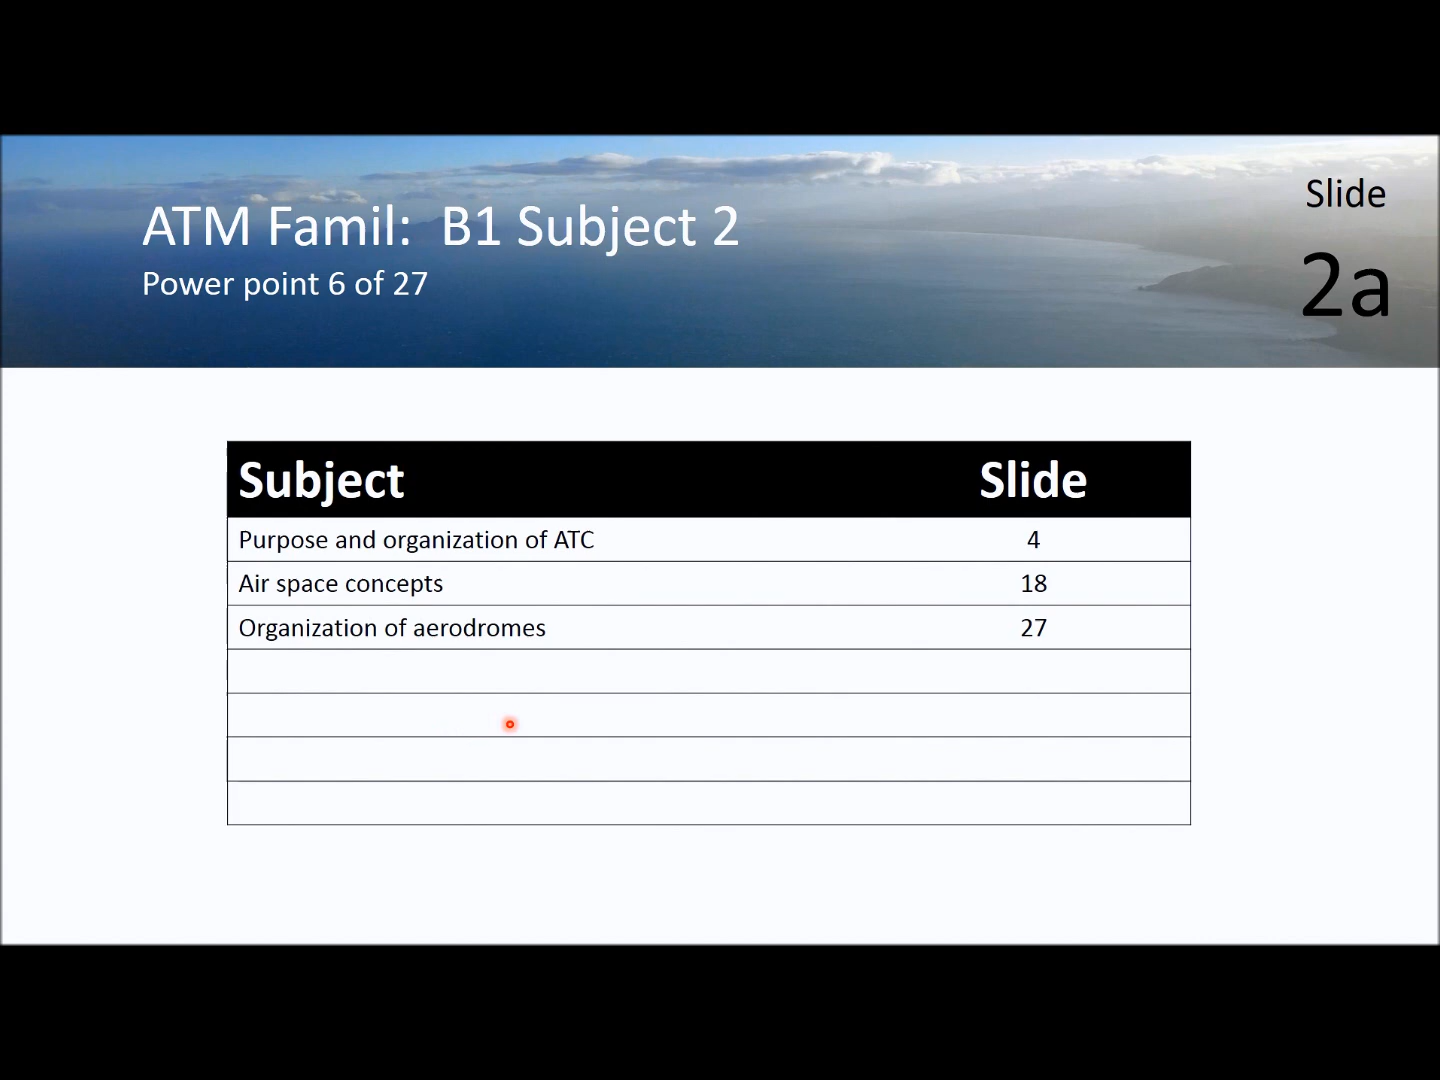 Slide
2a
ATM Famil:  B1 Subject 2
Power point 6 of 27
Subject Slide
Purpose and organization of ATC 4
Air space concepts 18
Organization of aerodromes 27